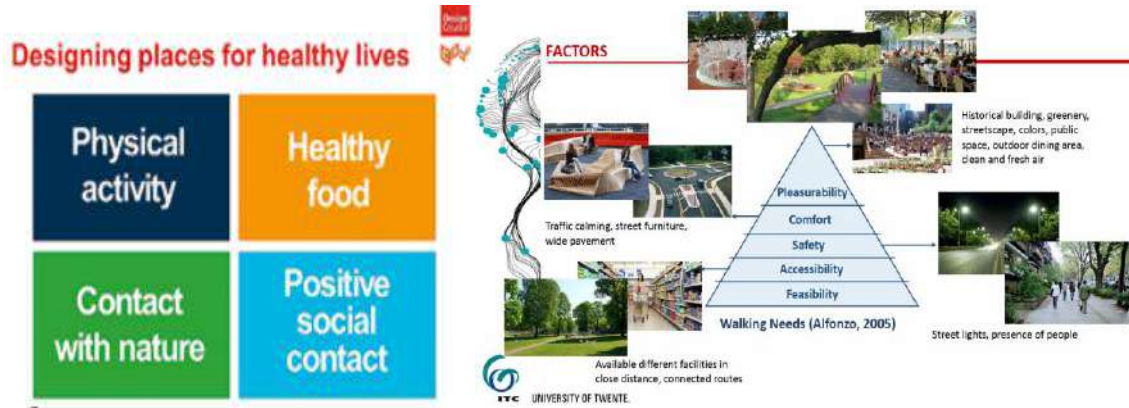 Design
Council
Designing places for healthy lives
Physical
activity
Healthy
food
Contact
with nature
Positive
social
contact
FACTORS
Historical building, greenery,
streetscape, colors, public
space, outdoor dining area,
clean and fresh air
Traffic calming, street furniture,
wide pavement
Pleasurability
Comfort
Safety
Accessibility
Feasibility
Walking Needs (Alfonzo, 2005)
Street lights, presence of people
Available different facilities in
close distance, connected routes
ITC UNIVERSITY OF TWENTE.